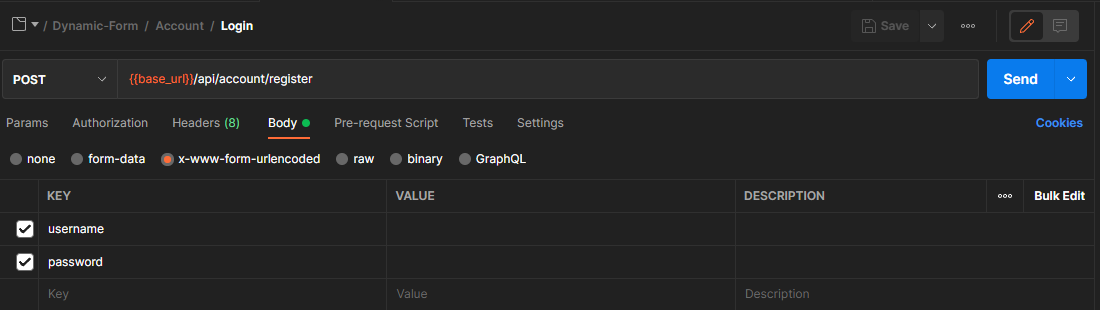 / Dynamic-Form / Account / Login Save
POST {{base_url}}/api/account/register Send
Params Authorization Headers (8) Body Pre-request Script Tests Settings Cookies
none form-data x-www-form-urlencoded raw binary GraphQL
KEY VALUE DESCRIPTION Bulk Edit
username
password
Key Value Description